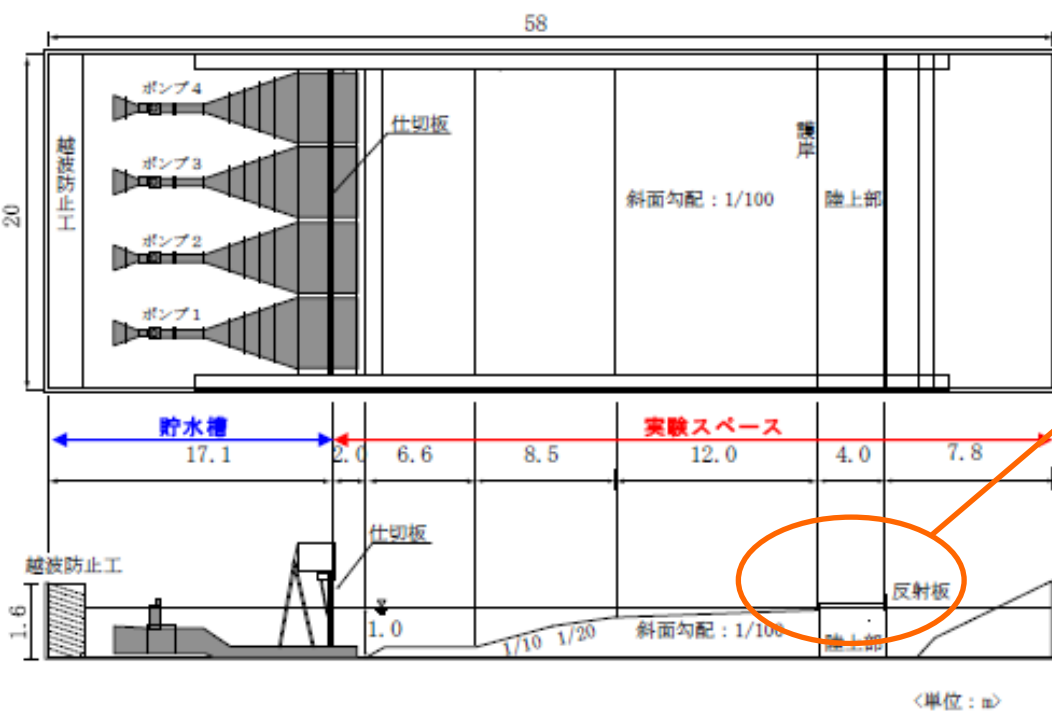 58
20
ポンプ4
ポンプ3
ポンプ2
ポンプ1
越波防止工
仕切板
斜面勾配：1/100
護岸
陸上部
貯水槽
実験スペース
17.1
2.0
6.6
8.5
12.0
4.0
7.8
越波防止工
仕切板
1.6
1.0
1/10
1/20
斜面勾配：1/100
陸上部
反射板
<単位：m>